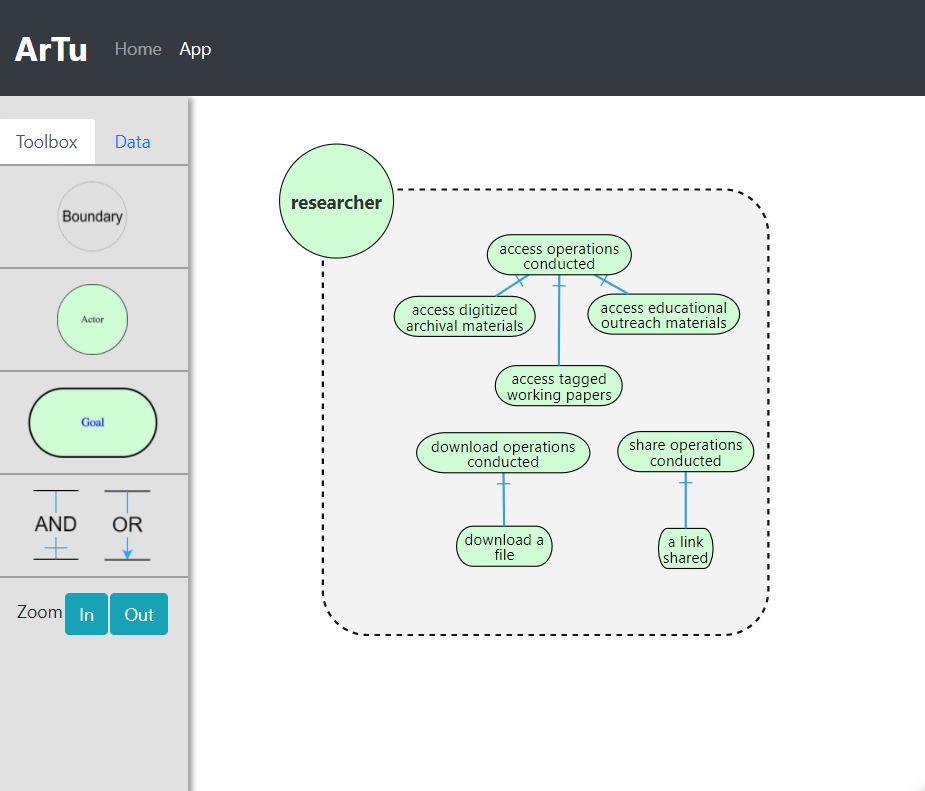 ArTu
Home
App
Toolbox
Data
Boundary
Actor
Goal
AND
OR
Zoom
In
Out
researcher
access operations
conducted
access digitized
archival materials
access educational
outreach materials
access tagged
working papers
download operations
conducted
share operations
conducted
download a
file
a link
shared